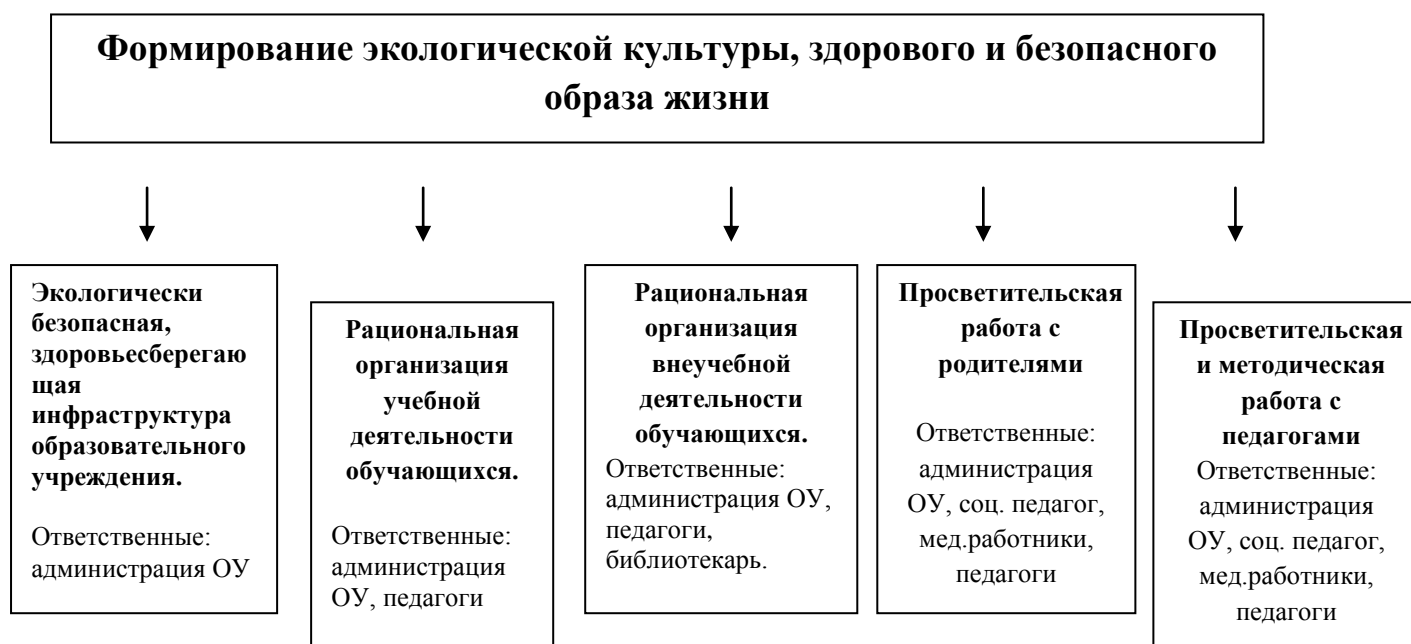 Формирование экологической культуры, здорового и безопасного
образа жизни
Экологически
безопасная,
здоровьесберегаю
щая
инфраструктура
образовательного
учреждения.
Ответственные:
администрация ОУ
Рациональная
организация
учебной
деятельности
обучающихся.
Ответственные:
администрация
ОУ, педагоги
Рациональная
организация
внеучебной
деятельности
обучающихся.
Ответственные:
администрация ОУ,
педагоги,
библиотекарь.
Просветительская
работа с
родителями
Ответственные:
администрация
ОУ, соц. педагог,
мед.работники,
педагоги
Просветительская
и методическая
работа с
педагогами
Ответственные:
администрация
ОУ, соц. педагог,
мед.работники,
педагоги